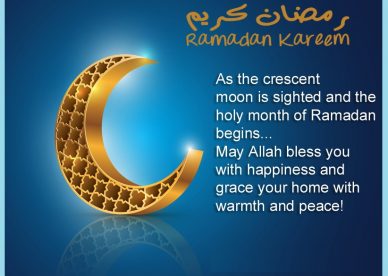 رمضان كريم
Ramadan Kareem
As the crescent
moon is sighted and the
holy month of Ramadan
begins...
May Allah bless you
with happiness and
grace your home with
warmth and peace!